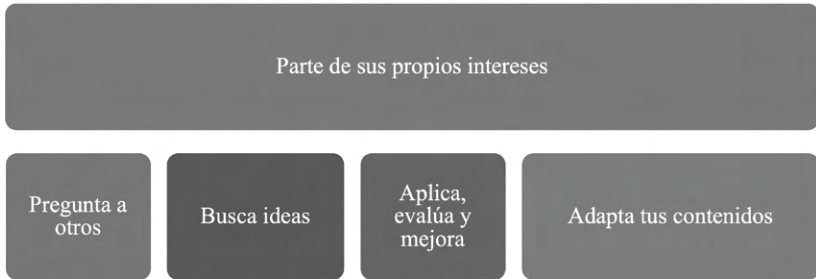 Parte de sus propios intereses
Pregunta a
otros
Busca ideas
Aplica,
evalúa y
mejora
Adapta tus contenidos